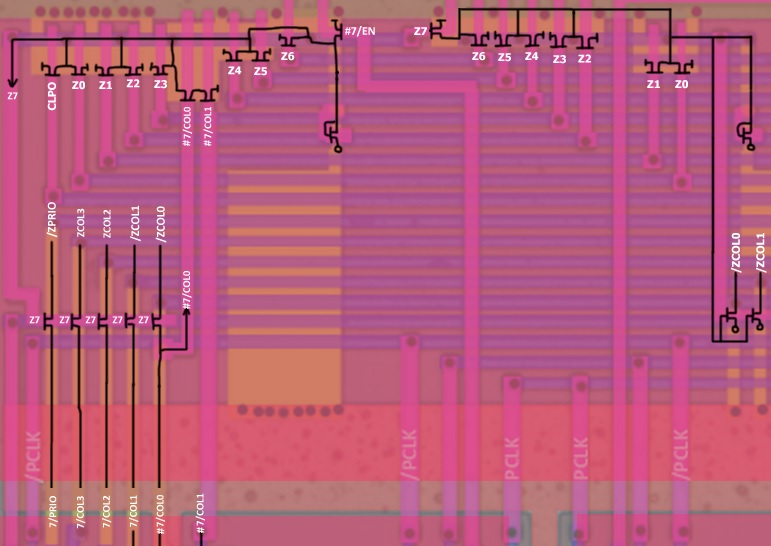 #7/EN
Z7
Z6
Z6
Z5
Z4
Z3
Z2
Z7
CLPO
Z0
Z1
Z2
Z3
Z4
Z5
Z1
Z0
#7/COL0
#7/COL1
/ZPRIO
ZCOL3
ZCOL2
/ZCOL1
/ZCOL0
#7/COL0
/ZCOL0
/ZCOL1
Z7
Z7
Z7
Z7
Z7
/PCLK
/PCLK
PCLK
PCLK
/PCLK
7/PRIO
7/COL3
7/COL2
7/COL1
#7/COL0
#7/COL1